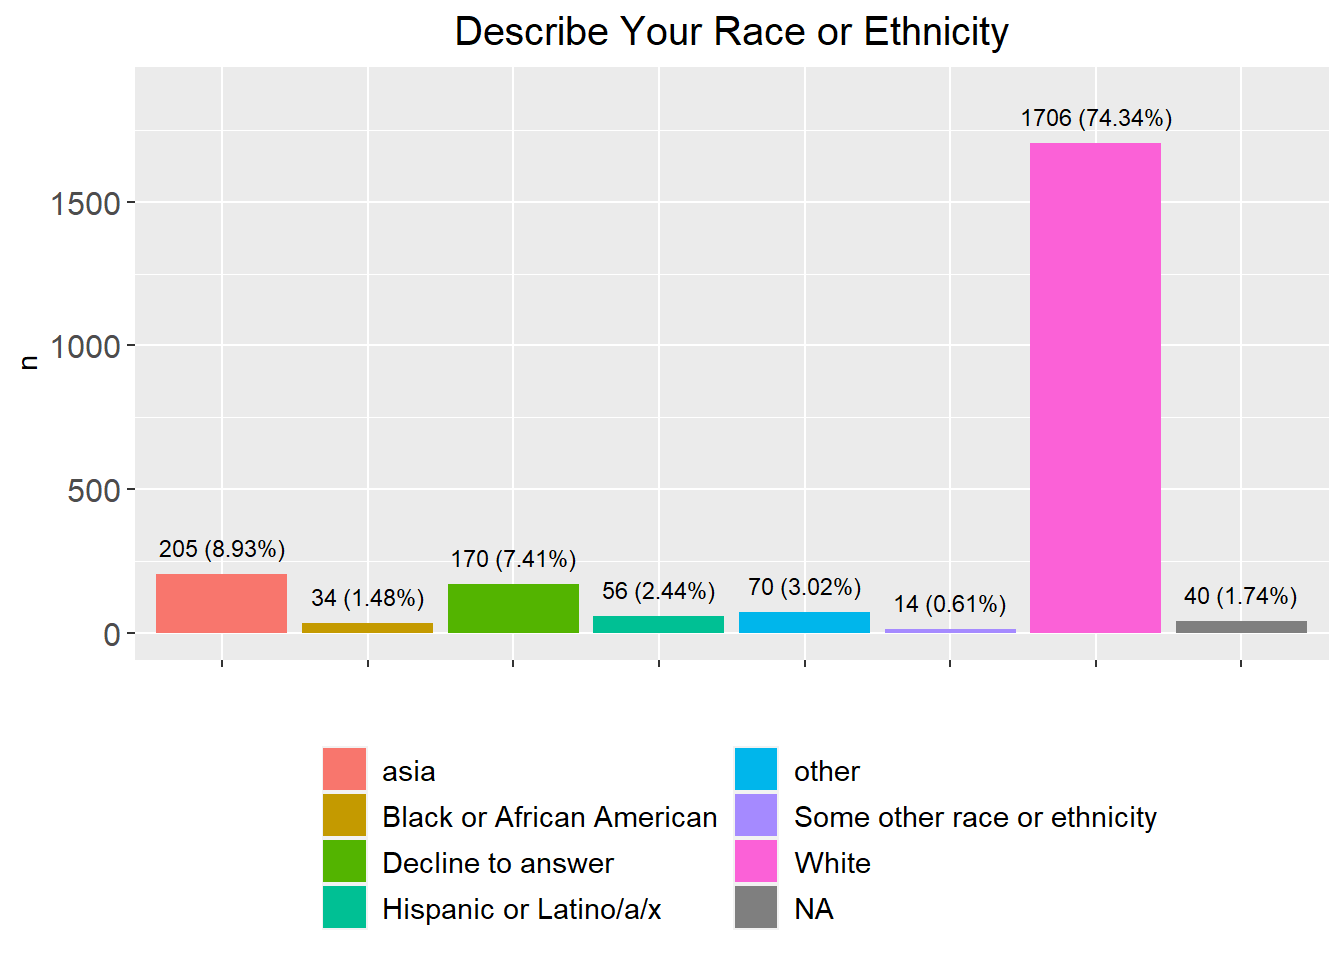 Describe Your Race or Ethnicity
n
1500
1000
500
0
205 (8.93%)
34 (1.48%)
170 (7.41%)
56 (2.44%)
70 (3.02%)
14 (0.61%)
1706 (74.34%)
40 (1.74%)
asia
Black or African American
Decline to answer
Hispanic or Latino/a/x
other
Some other race or ethnicity
White
NA